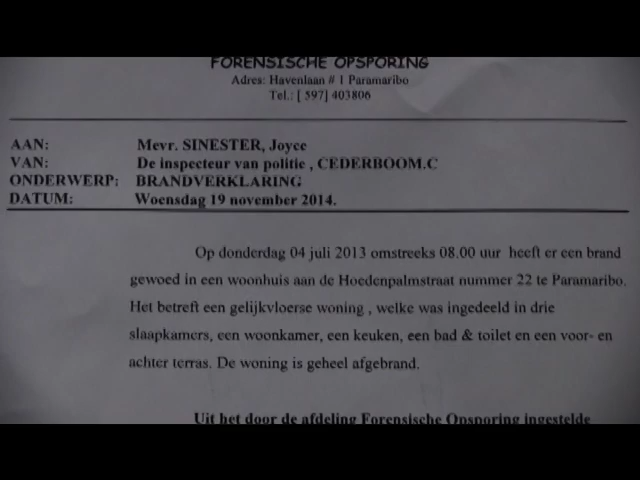 FORENSISCHE OPSPORING
Adres: Havenlaan # 1 Paramaribo
Tel.: [ 597] 403806
AAN: Mevr. SINESTER, Joyce
VAN: De inspecteur van politie , CEDERBOOM.C
ONDERWERP: BRANDVERKLARING
DATUM: Woensdag 19 november 2014.
Op donderdag 04 juli 2013 omstreeks 08.00 uur heeft er een brand
gewoed in een woonhuis aan de Hoedenpalmstraat nummer 22 te Paramaribo.
Het betreft een gelijkvloerse woning , welke was ingedeeld in drie
slaapkamers, een woonkamer, een keuken, een bad & toilet en een voor- en
achter terras. De woning is geheel afgebrand.
Uit het door de afdeling Forensische Opsporing ingestelde